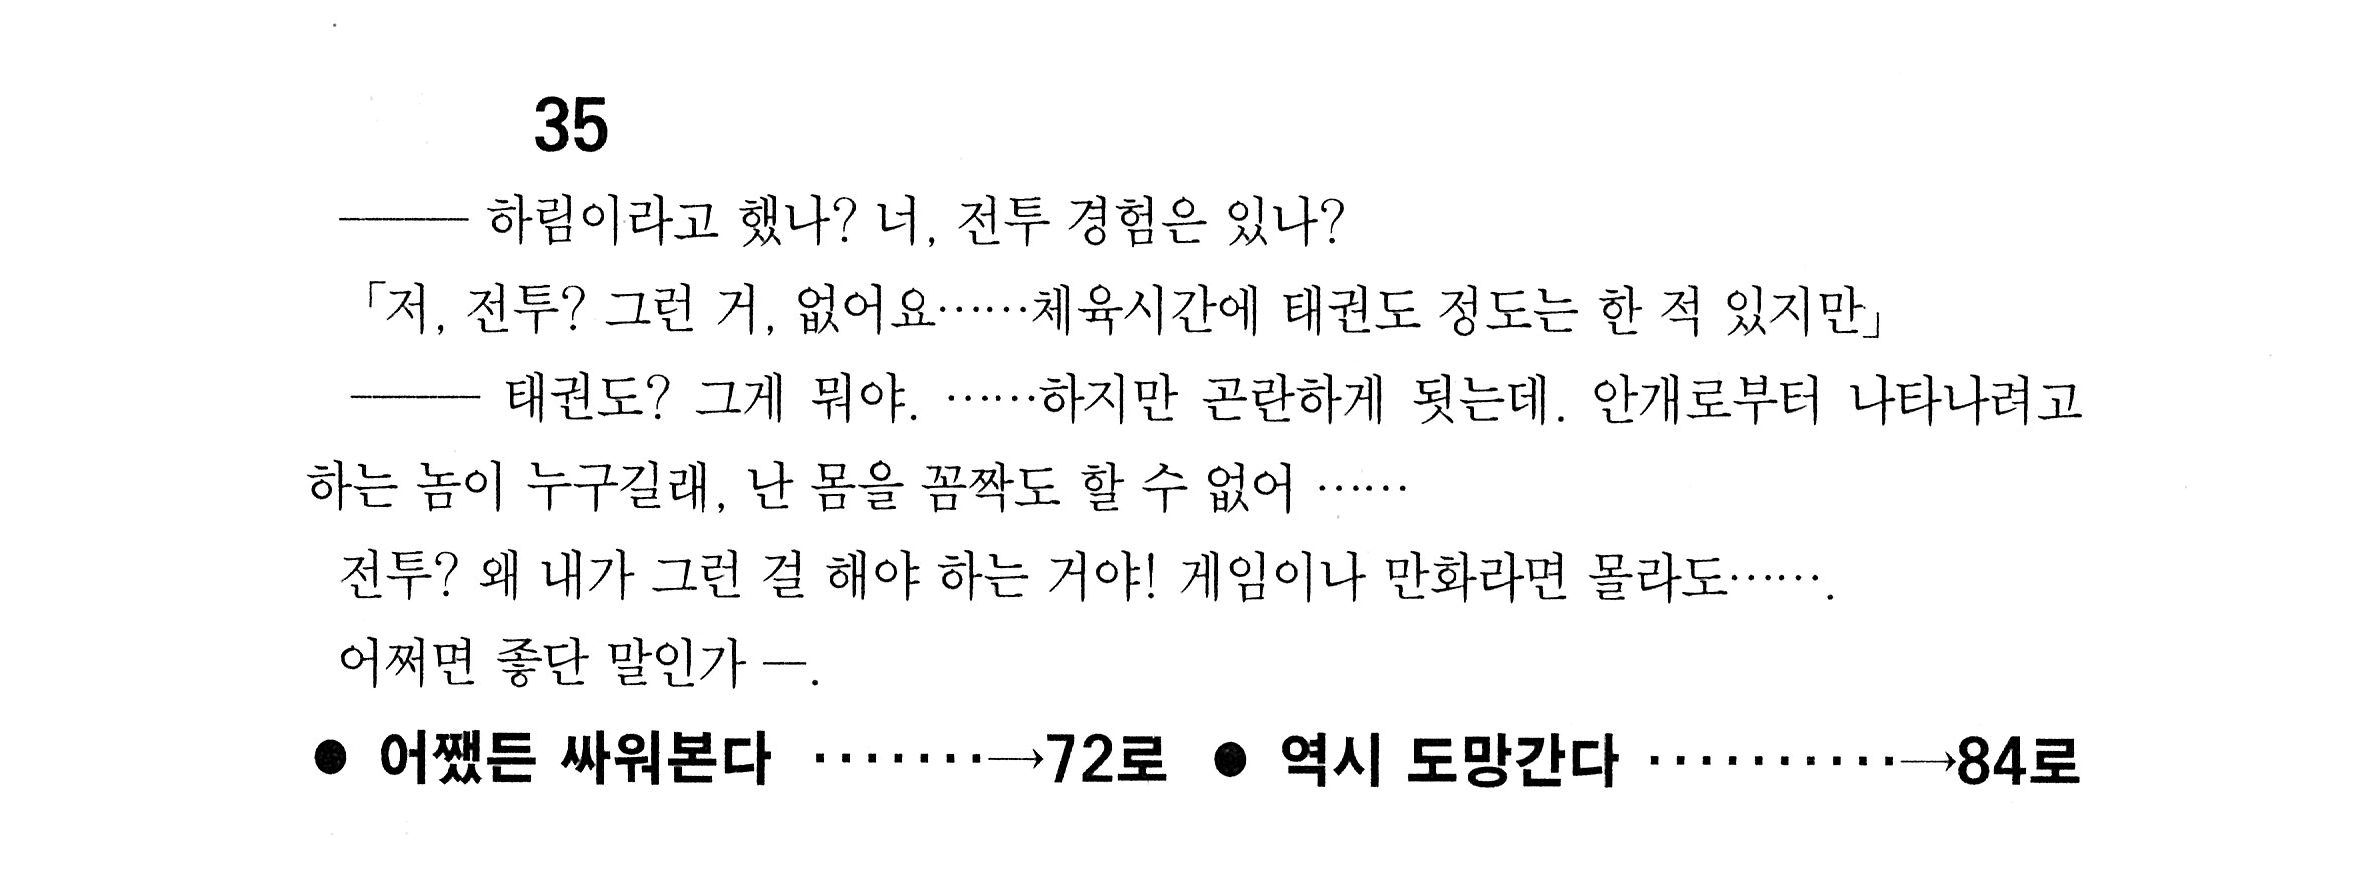 35
—— 하림이라고 했나? 너, 전투 경험은 있나?
「저, 전투? 그런 거, 없어요……체육시간에 태권도 정도는 한 적 있지만」
—— 태권도? 그게 뭐야. ……하지만 곤란하게 됫는데. 안개로부터 나타나려고
하는 놈이 누구길래, 난 몸을 꼼짝도 할 수 없어 ……
전투? 왜 내가 그런 걸 해야 하는 거야! 게임이나 만화라면 몰라도…….
어쩌면 좋단 말인가 —.
● 어쨌든 싸워본다 ·······→72로 ● 역시 도망간다 ··········→84로